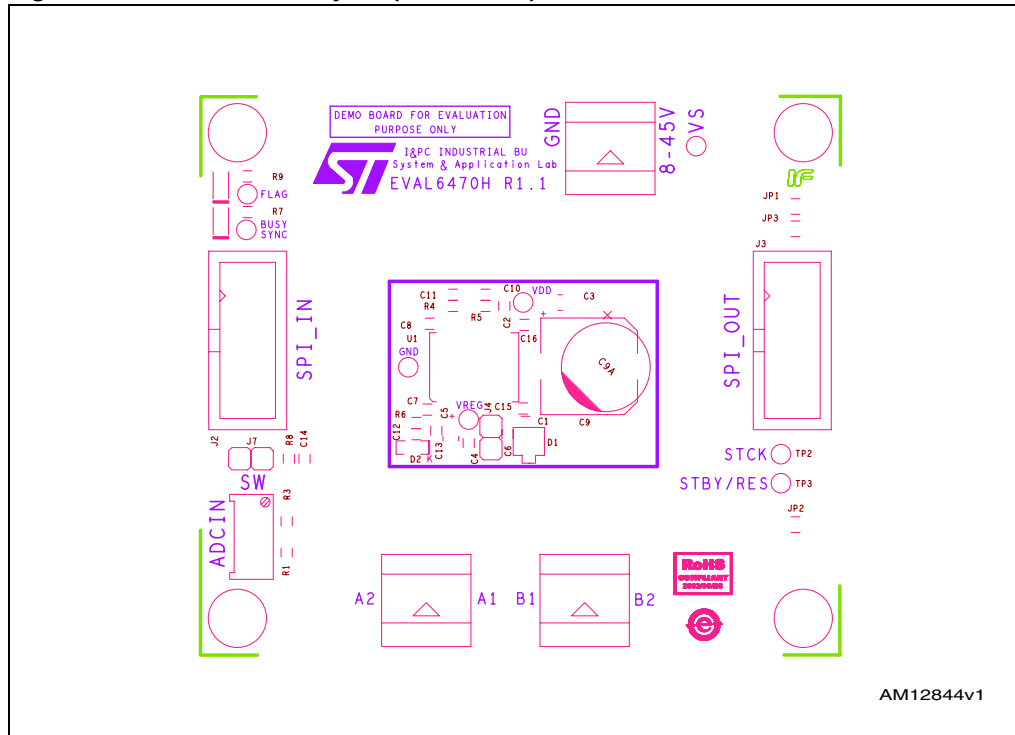 DEMO BOARD FOR EVALUATION
PURPOSE ONLY
ST
I&PC INDUSTRIAL BU
System & Application Lab
EVAL6470H R1.1
GND
8-45V
VS
R9
FLAG
R7
BUSY
SYNC
JP1
JP3
J3
SPI_IN
SPI_OUT
C11
C10
VDD
C3
R4
R5
C2
C8
U1
C16
GND
C9A
C7
C5
VREG
J4
C15
R6
C1
C9
C12
C13
C4
C6
D1
D2
K
J2
J7
R8
C14
SW
STCK
TP2
STBY/RES
TP3
R3
JP2
ADCIN
R1
A2
A1
B1
B2
RoHS
COMPLIANT
2002/95/EC
e
AM12844v1